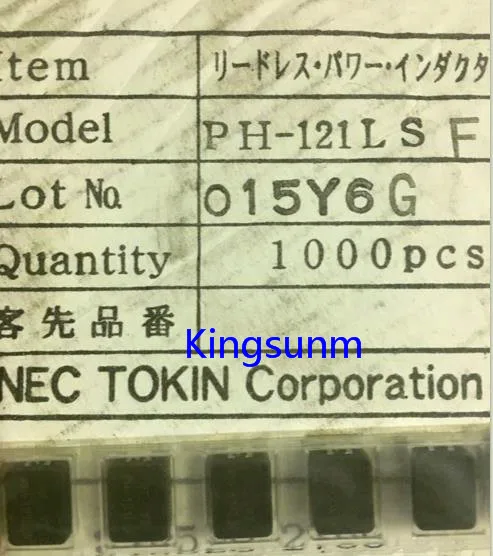 Item リードレス・パワー・インダクタ
Model PH-121LSF
Lot No. 015Y6G
Quantity 1000pcs
客先品番
Kingsunm
NEC TOKIN Corporation